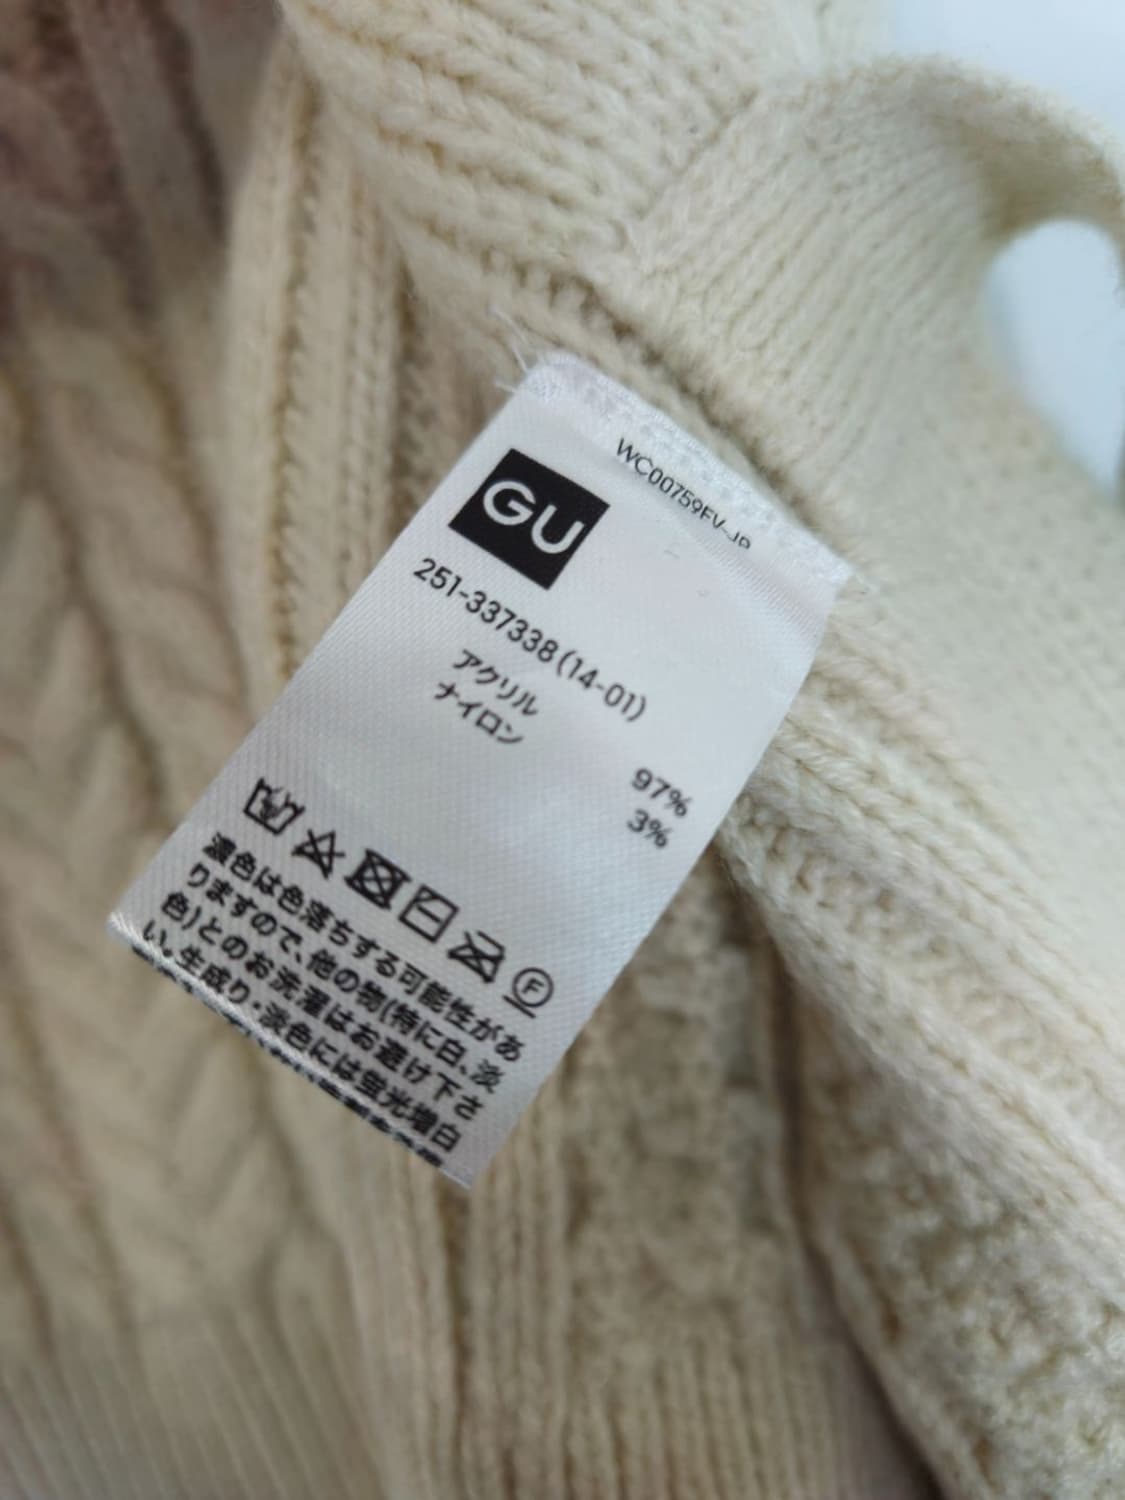 WC00759FV-JP
GU
251-337338(14-01)
アクリル 97%
ナイロン 3%
F
濃色は色落ちする可能性があ
りますので、他の物(特に白、淡
色)とのお洗濯はお避け下さ
い。生成り・淡色には蛍光増白